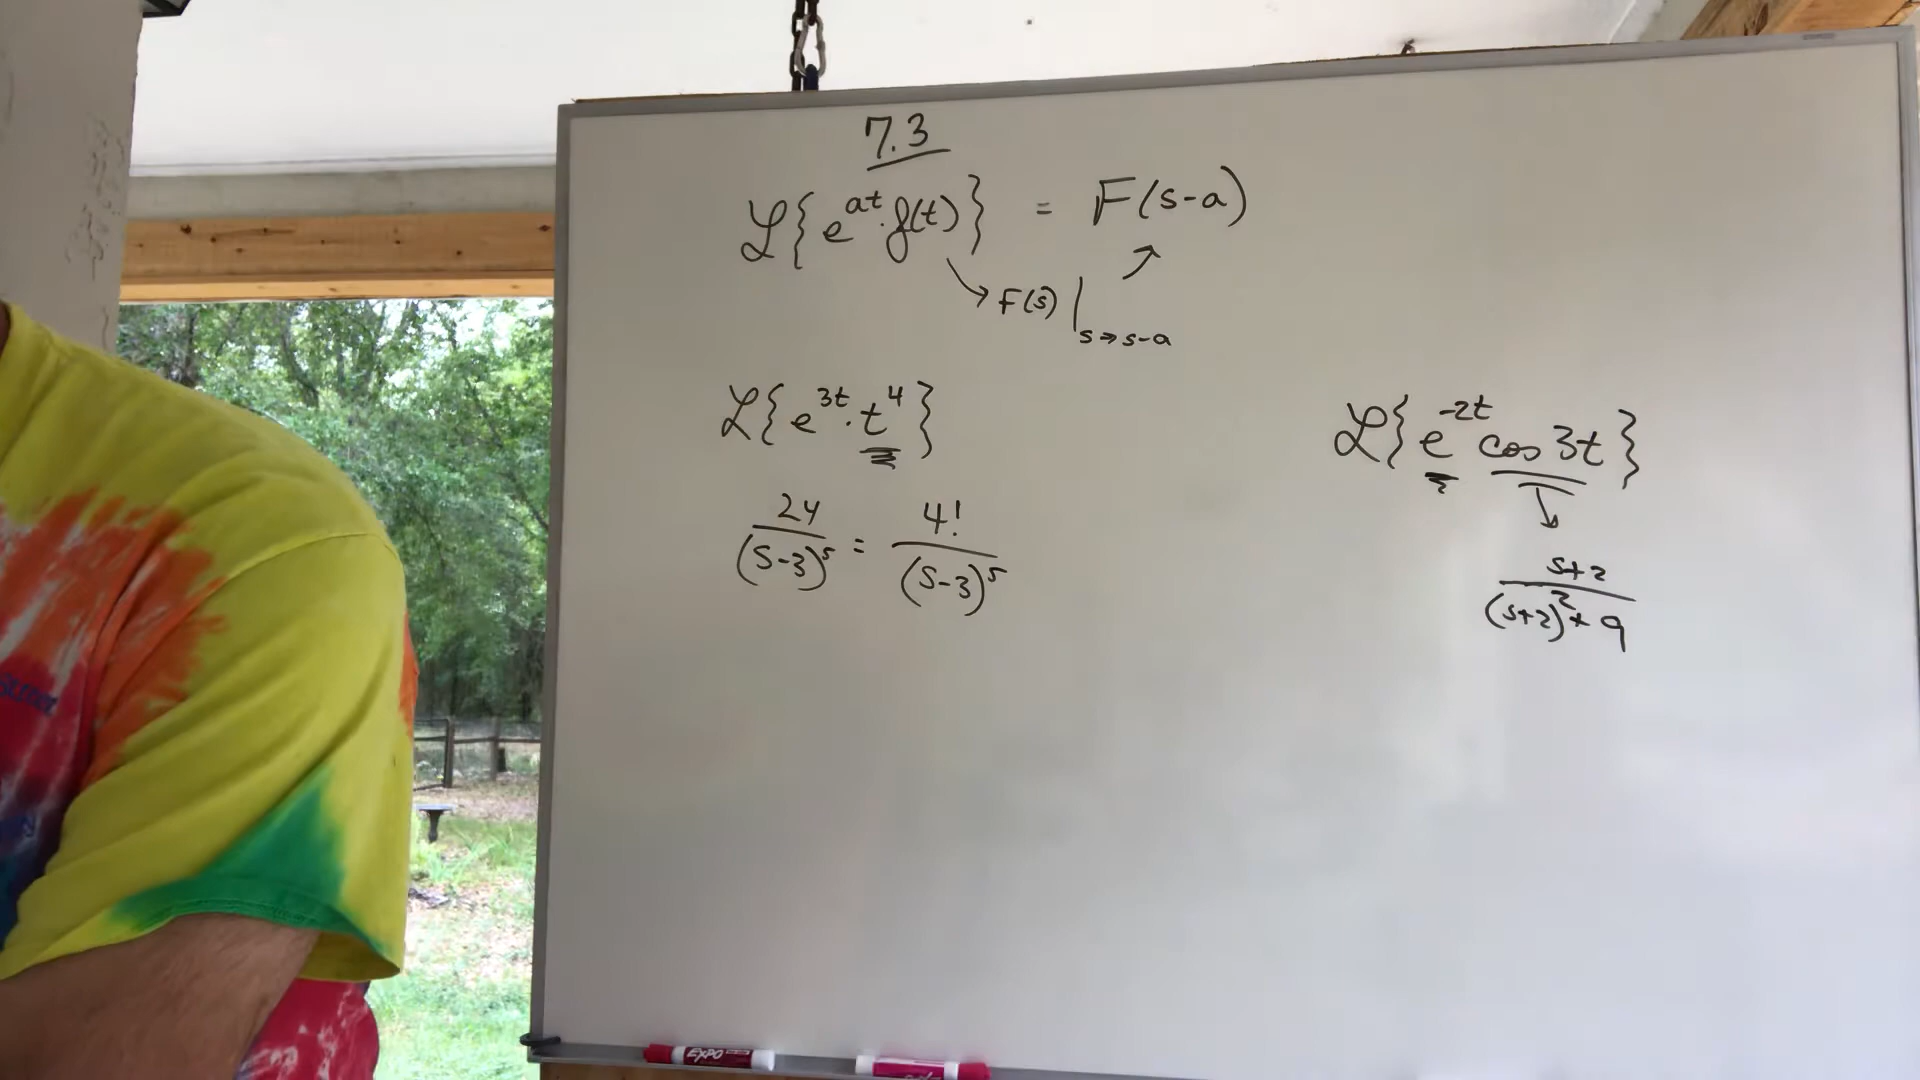 7.3
ℒ{e^{at}·f(t)} = F(s-a)
→ F(s) |_{s→s-a}
ℒ{e^{3t}·t^4}
24/(s-3)^5 = 4!/(s-3)^5
ℒ{e^{-2t} cos 3t}
(s+2)/((s+2)^2+9)
EXPO